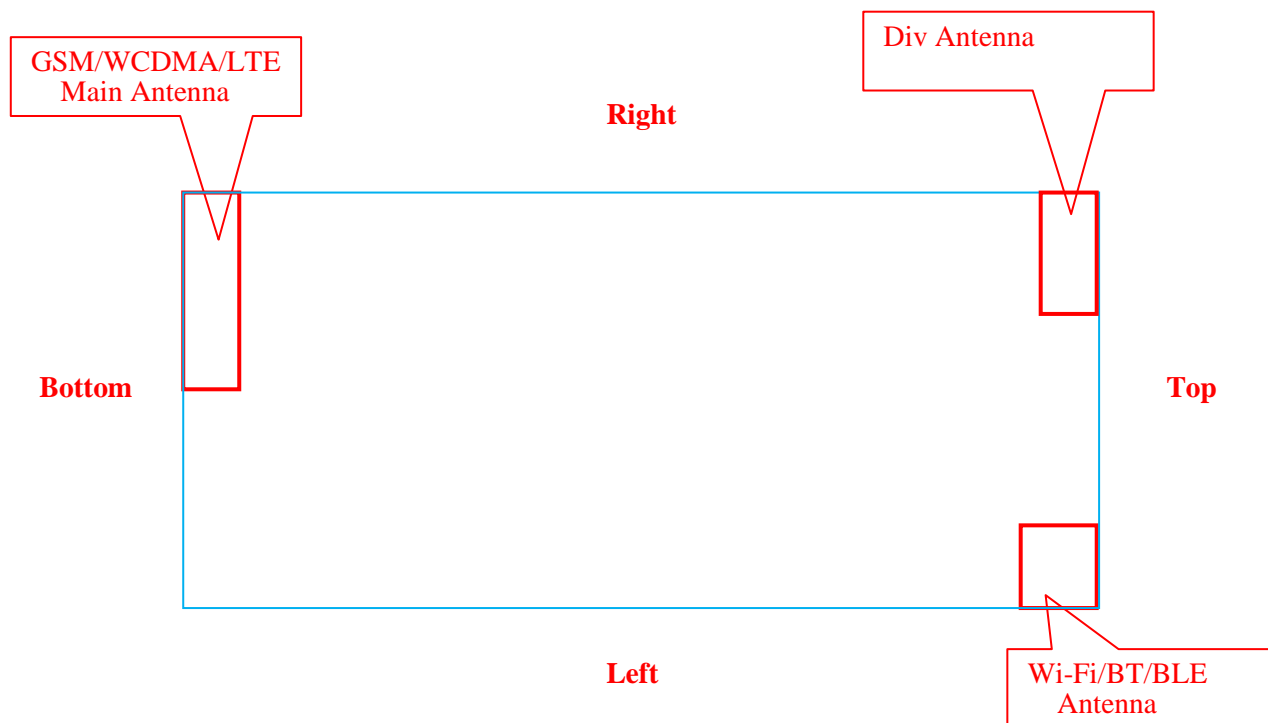 GSM/WCDMA/LTE
Main Antenna
Div Antenna
Right
Bottom
Top
Left
Wi-Fi/BT/BLE
Antenna